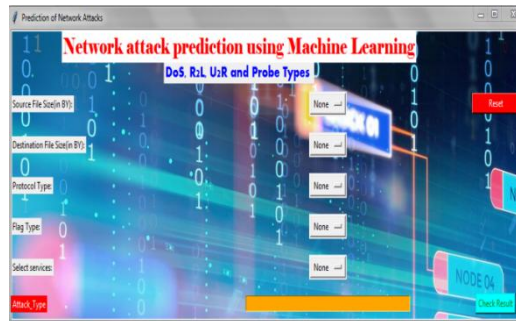 Prediction of Network Attacks
Network attack prediction using Machine Learning
DoS, R2L, U2R and Probe Types
Source File Size(in BY): None Reset
Destination File Size(in BY): None
Protocol Type: None
Flag Type: None
Select services: None
NODE 04
Attack_Type Check Result